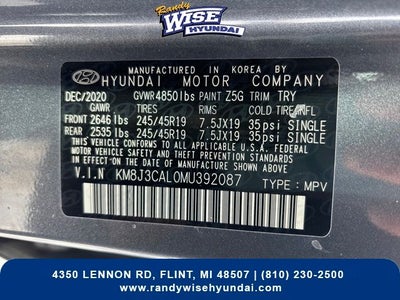 Randy
WISE
HYUNDAI
MANUFACTURED IN KOREA BY
HYUNDAI MOTOR COMPANY
DEC/2020 GVWR4850lbs PAINT Z5G TRIM TRY
GAWR TIRES RIMS COLD TIRE INFL
FRONT 2646 lbs 245/45R19 7.5JX19 35psi SINGLE
REAR 2535 lbs 245/45R19 7.5JX19 35psi SINGLE
THIS VEHICLE CONFORMS TO ALL APPLICABLE
U.S.A. FEDERAL MOTOR VEHICLE SAFETY,
BUMPER, AND THEFT PREVENTION STANDARDS
IN EFFECT ON THE DATE OF MANUFACTURE
SHOWN ABOVE.
V.I.N KM8J3CAL0MU392087 TYPE : MPV
4350 LENNON RD, FLINT, MI 48507 | (810) 230-2500
www.randywisehyundai.com